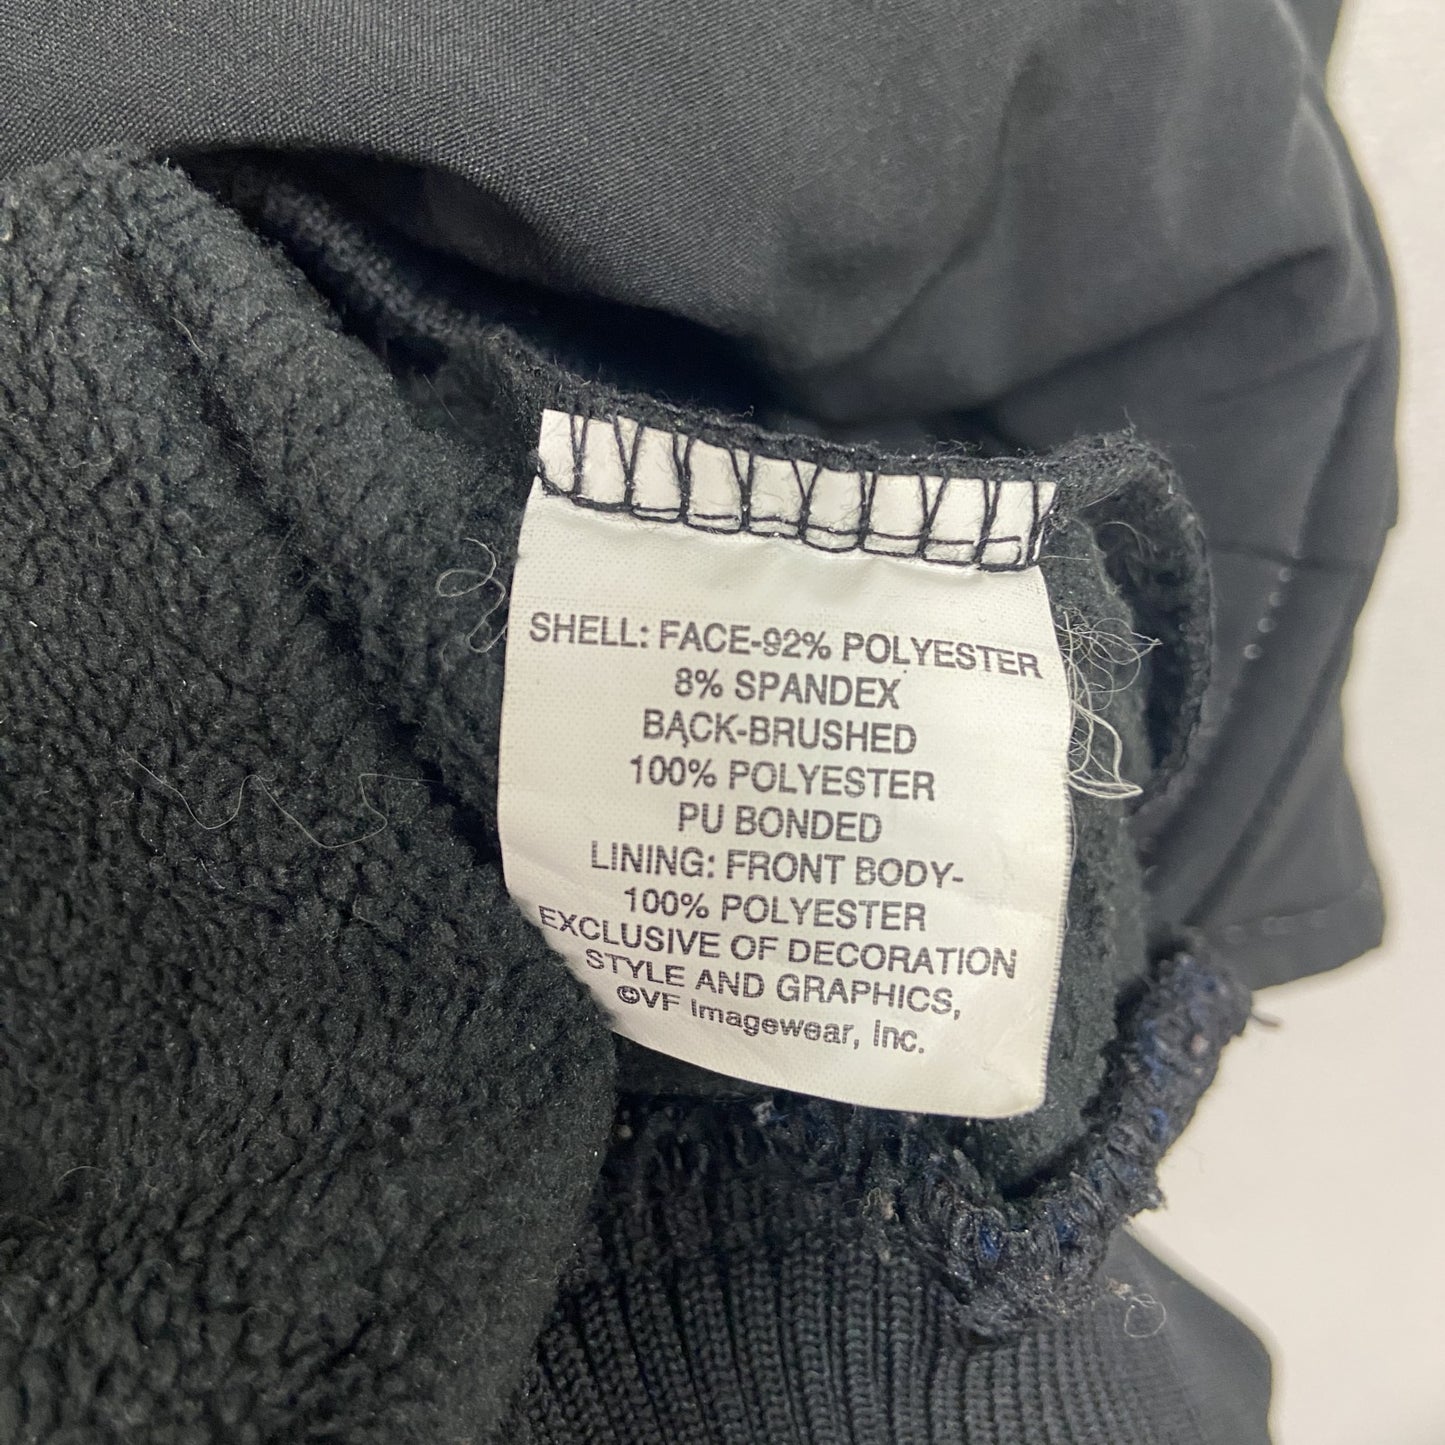 SHELL: FACE-92% POLYESTER
8% SPANDEX
BACK-BRUSHED
100% POLYESTER
PU BONDED
LINING: FRONT BODY-
100% POLYESTER
EXCLUSIVE OF DECORATION
STYLE AND GRAPHICS,
©VF Imagewear, Inc.